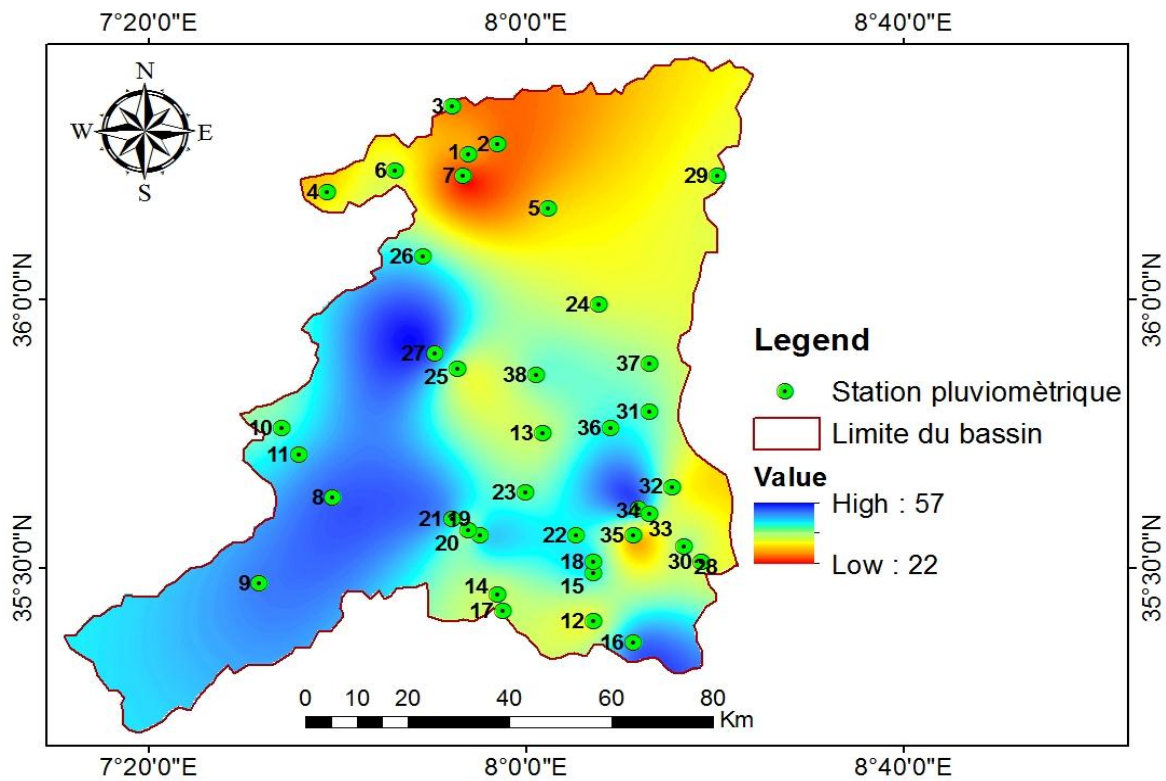 7°20'0"E 8°0'0"E 8°40'0"E
N
W E
S
3
2
1
6
7
29
4
5
26
36°0'0"N 36°0'0"N
24
27
25
38
37
31
10
36
13
11
32
23
8
34
33
21
19
20
22
35
30
28
18
15
35°30'0"N 35°30'0"N
9
14
17
12
16
Legend
Station pluviomètrique
Limite du bassin
Value
High : 57
Low : 22
0 10 20 40 60 80
Km
7°20'0"E 8°0'0"E 8°40'0"E